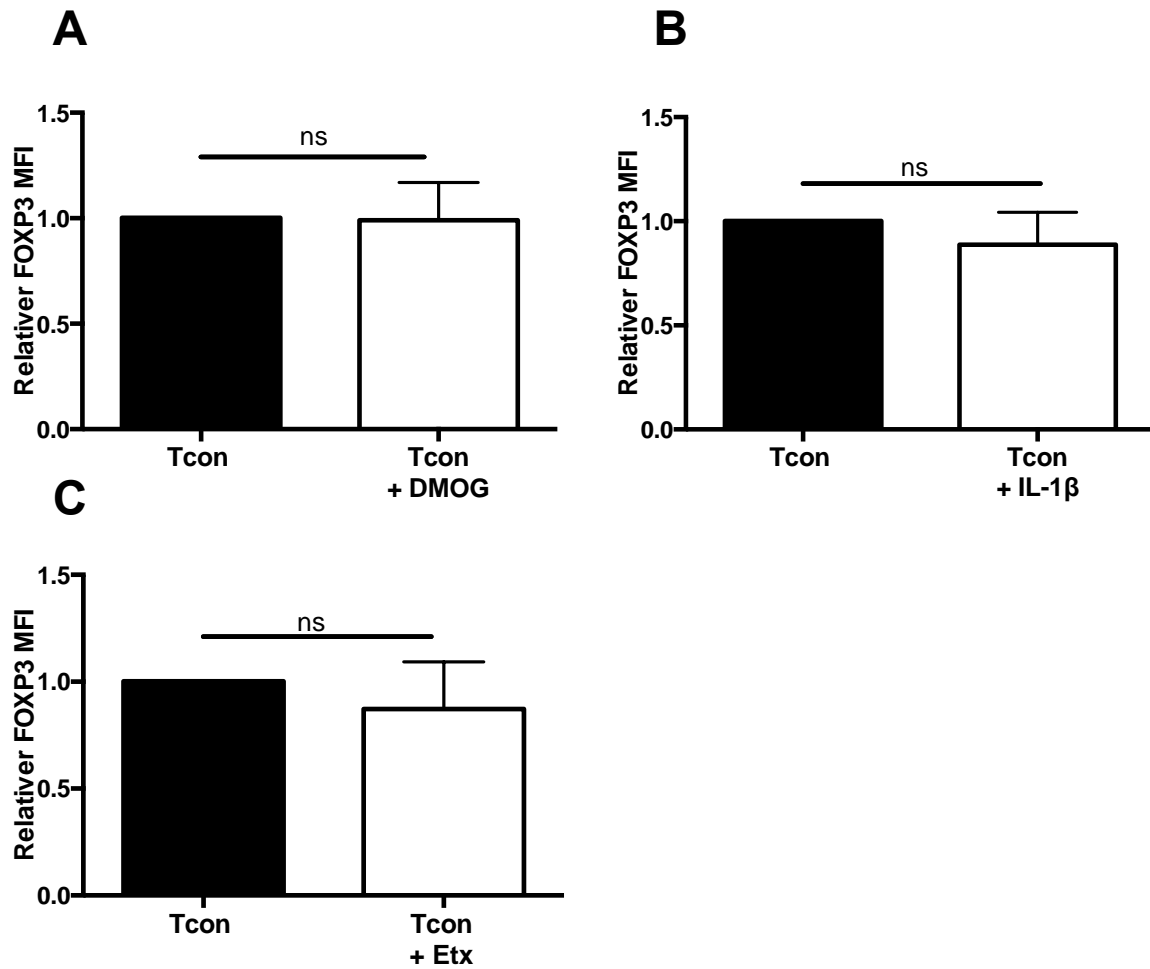 A
Relativer FOXP3 MFI
1.5
1.0
0.5
0.0
ns
Tcon
Tcon
+ DMOG
B
Relativer FOXP3 MFI
1.5
1.0
0.5
0.0
ns
Tcon
Tcon
+ IL-1β
C
Relativer FOXP3 MFI
1.5
1.0
0.5
0.0
ns
Tcon
Tcon
+ Etx